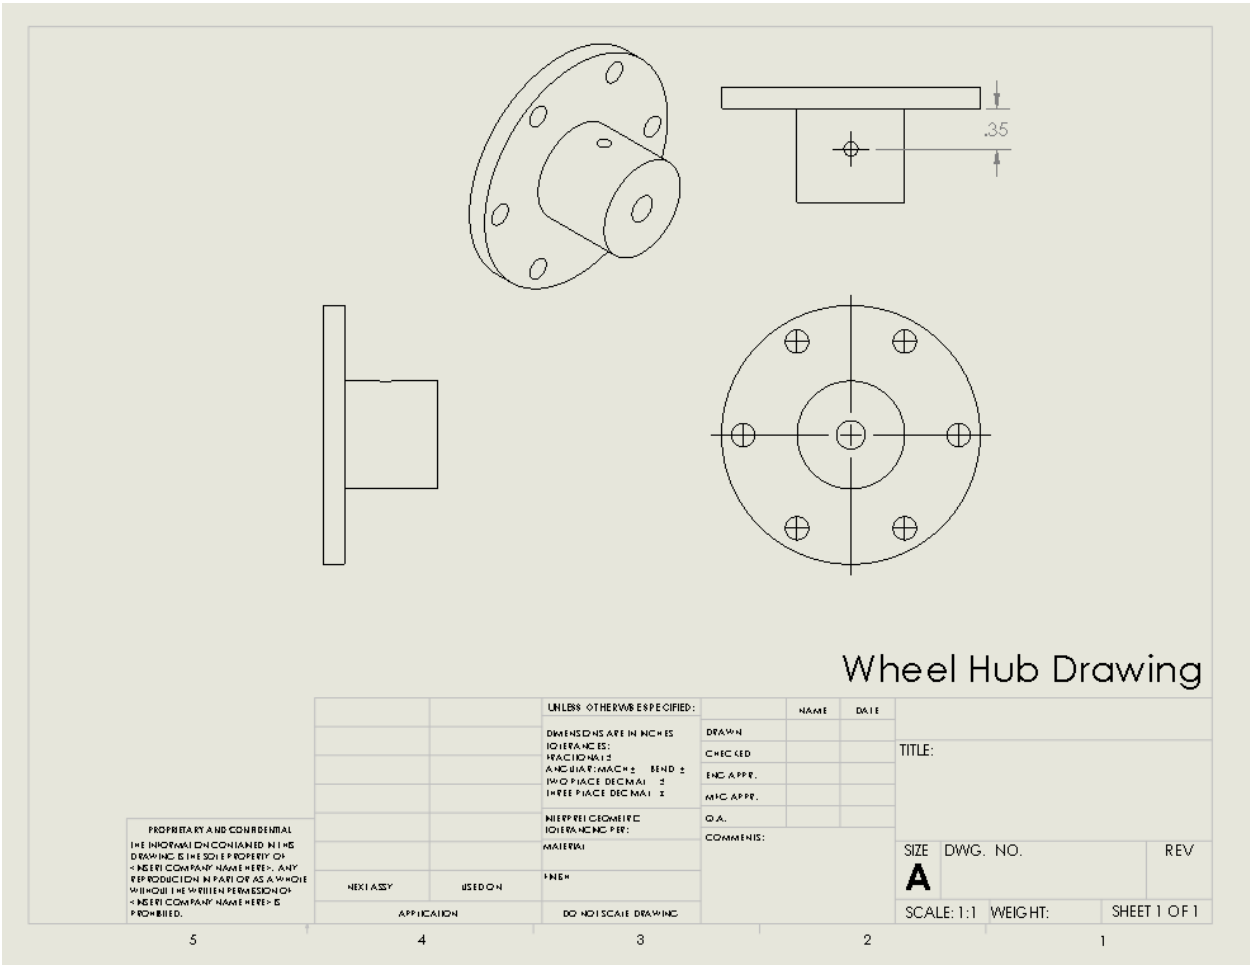 .35
Wheel Hub Drawing
UNLESS OTHERWISE SPECIFIED:
NAME DATE
DIMENSIONS ARE IN INCHES
TOLERANCES:
FRACTIONAL ±
ANGULAR: MACH ± BEND ±
TWO PLACE DECIMAL ±
THREE PLACE DECIMAL ±
DRAWN
CHECKED
ENG APPR.
MFG APPR.
Q.A.
COMMENTS:
INTERPRET GEOMETRIC
TOLERANCING PER:
MATERIAL
FINISH
DO NOT SCALE DRAWING
TITLE:
SIZE DWG. NO. REV
A
SCALE: 1:1 WEIGHT: SHEET 1 OF 1
PROPRIETARY AND CONFIDENTIAL
THE INFORMATION CONTAINED IN THIS
DRAWING IS THE SOLE PROPERTY OF
<INSERT COMPANY NAME HERE>. ANY
REPRODUCTION IN PART OR AS A WHOLE
WITHOUT THE WRITTEN PERMISSION OF
<INSERT COMPANY NAME HERE> IS
PROHIBITED.
NEXT ASSY USED ON
APPLICATION
5 4 3 2 1